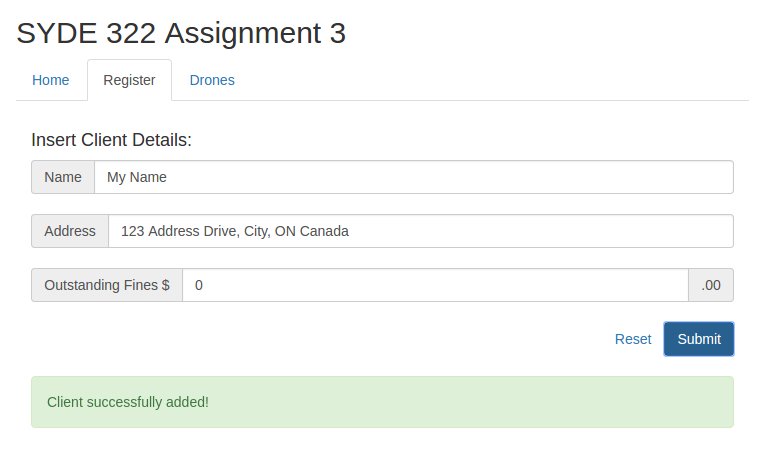 SYDE 322 Assignment 3
Home Register Drones
Insert Client Details:
Name My Name
Address 123 Address Drive, City, ON Canada
Outstanding Fines $ 0 .00
Reset Submit
Client successfully added!